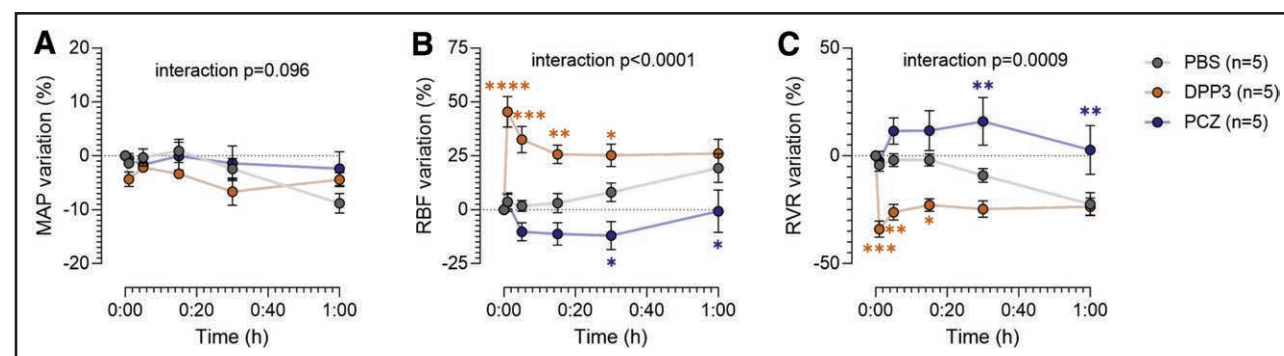 A
B
C
interaction p=0.096
interaction p<0.0001
interaction p=0.0009
PBS (n=5)
DPP3 (n=5)
PCZ (n=5)
MAP variation (%)
20
10
0
-10
-20
0:00 0:20 0:40 1:00
Time (h)
RBF variation (%)
75
50
25
0
-25
****
***
**
*
*
*
0:00 0:20 0:40 1:00
Time (h)
RVR variation (%)
50
0
-50
**
**
***
**
*
0:00 0:20 0:40 1:00
Time (h)